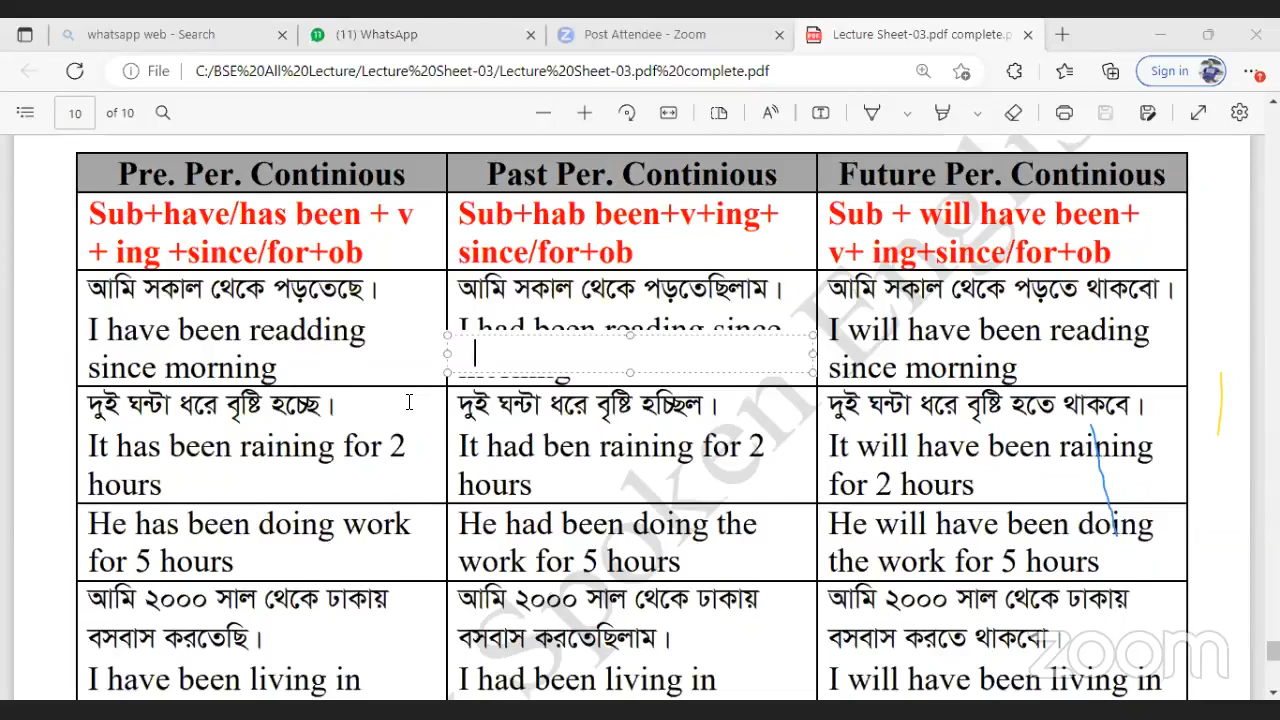 whatsapp web - Search
(11) WhatsApp
Post Attendee - Zoom
Lecture Sheet-03.pdf complete.p
File
C:/BSE%20All%20Lecture/Lecture%20Sheet-03/Lecture%20Sheet-03.pdf%20complete.pdf
Sign in
10 of 10
Pre. Per. Continious
Past Per. Continious
Future Per. Continious
Sub+have/has been + v
+ ing +since/for+ob
Sub+hab been+v+ing+
since/for+ob
Sub + will have been+
v+ ing+since/for+ob
আমি সকাল থেকে পড়তেছে।
I have been readding
since morning
আমি সকাল থেকে পড়তেছিলাম।
I had been reading since
আমি সকাল থেকে পড়তে থাকবো।
I will have been reading
since morning
দুই ঘন্টা ধরে বৃষ্টি হচ্ছে।
It has been raining for 2
hours
দুই ঘন্টা ধরে বৃষ্টি হচ্ছিল।
It had ben raining for 2
hours
দুই ঘন্টা ধরে বৃষ্টি হতে থাকবে।
It will have been raining
for 2 hours
He has been doing work
for 5 hours
He had been doing the
work for 5 hours
He will have been doing
the work for 5 hours
আমি ২০০০ সাল থেকে ঢাকায়
বসবাস করতেছি।
I have been living in
আমি ২০০০ সাল থেকে ঢাকায়
বসবাস করতেছিলাম।
I had been living in
আমি ২০০০ সাল থেকে ঢাকায়
বসবাস করতে থাকবো
I will have been living in
Spoken English
zoom